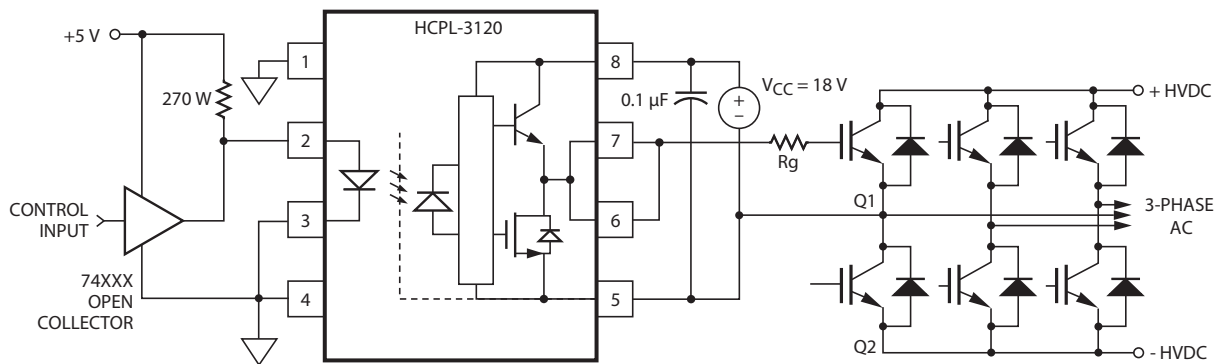 HCPL-3120
+5 V
270 W
1
2
3
4
8
7
6
5
CONTROL
INPUT
74XXX
OPEN
COLLECTOR
0.1 µF
VCC = 18 V
+
−
Rg
+ HVDC
Q1
3-PHASE
AC
Q2
- HVDC